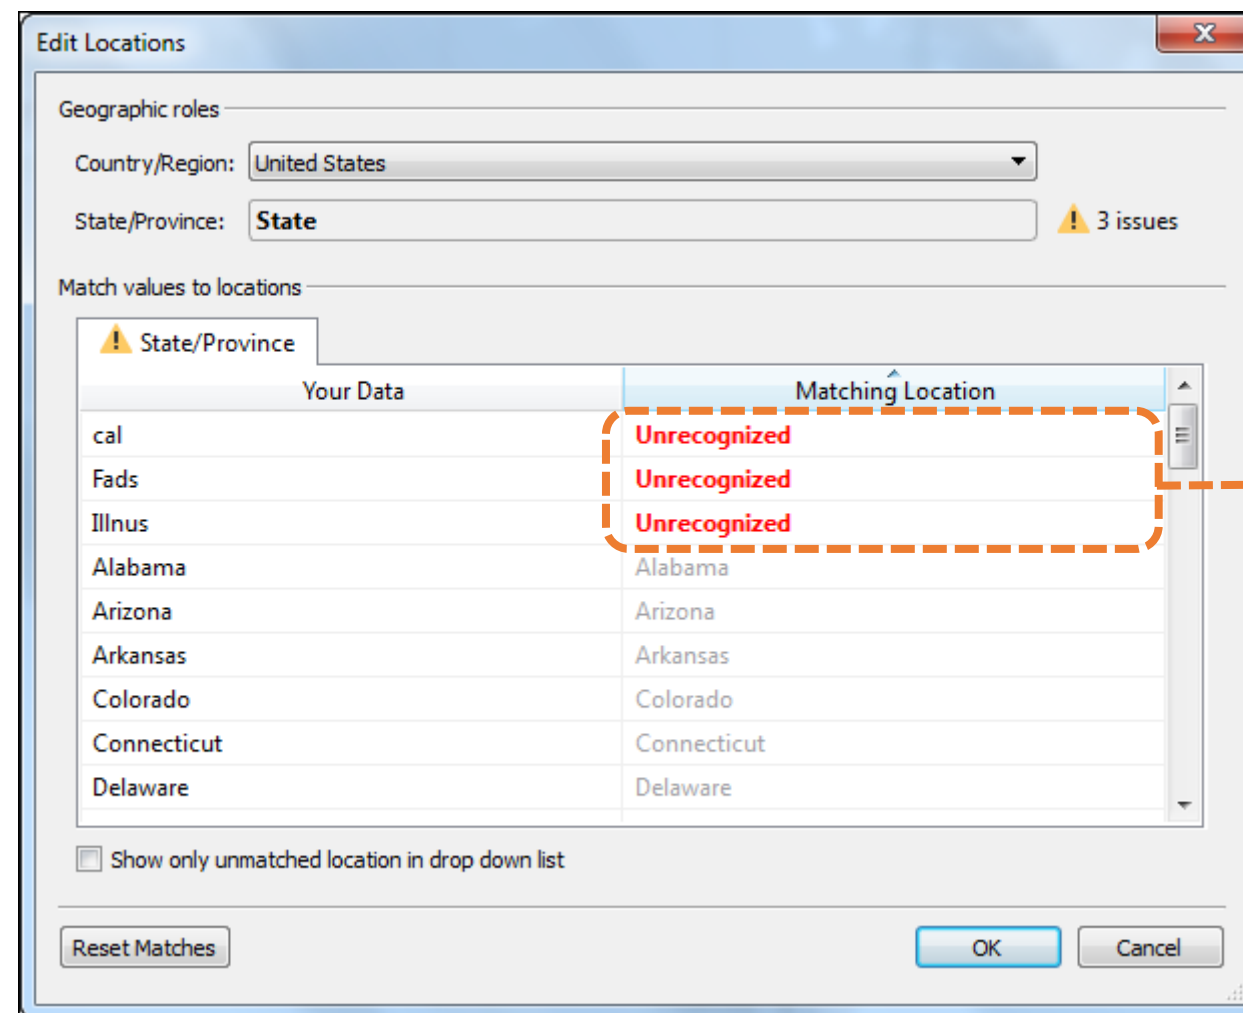 Edit Locations
x
Geographic roles
Country/Region: United States
State/Province: State 3 issues
Match values to locations
State/Province
Your Data Matching Location
cal Unrecognized
Fads Unrecognized
Illnus Unrecognized
Alabama Alabama
Arizona Arizona
Arkansas Arkansas
Colorado Colorado
Connecticut Connecticut
Delaware Delaware
Show only unmatched location in drop down list
Reset Matches OK Cancel